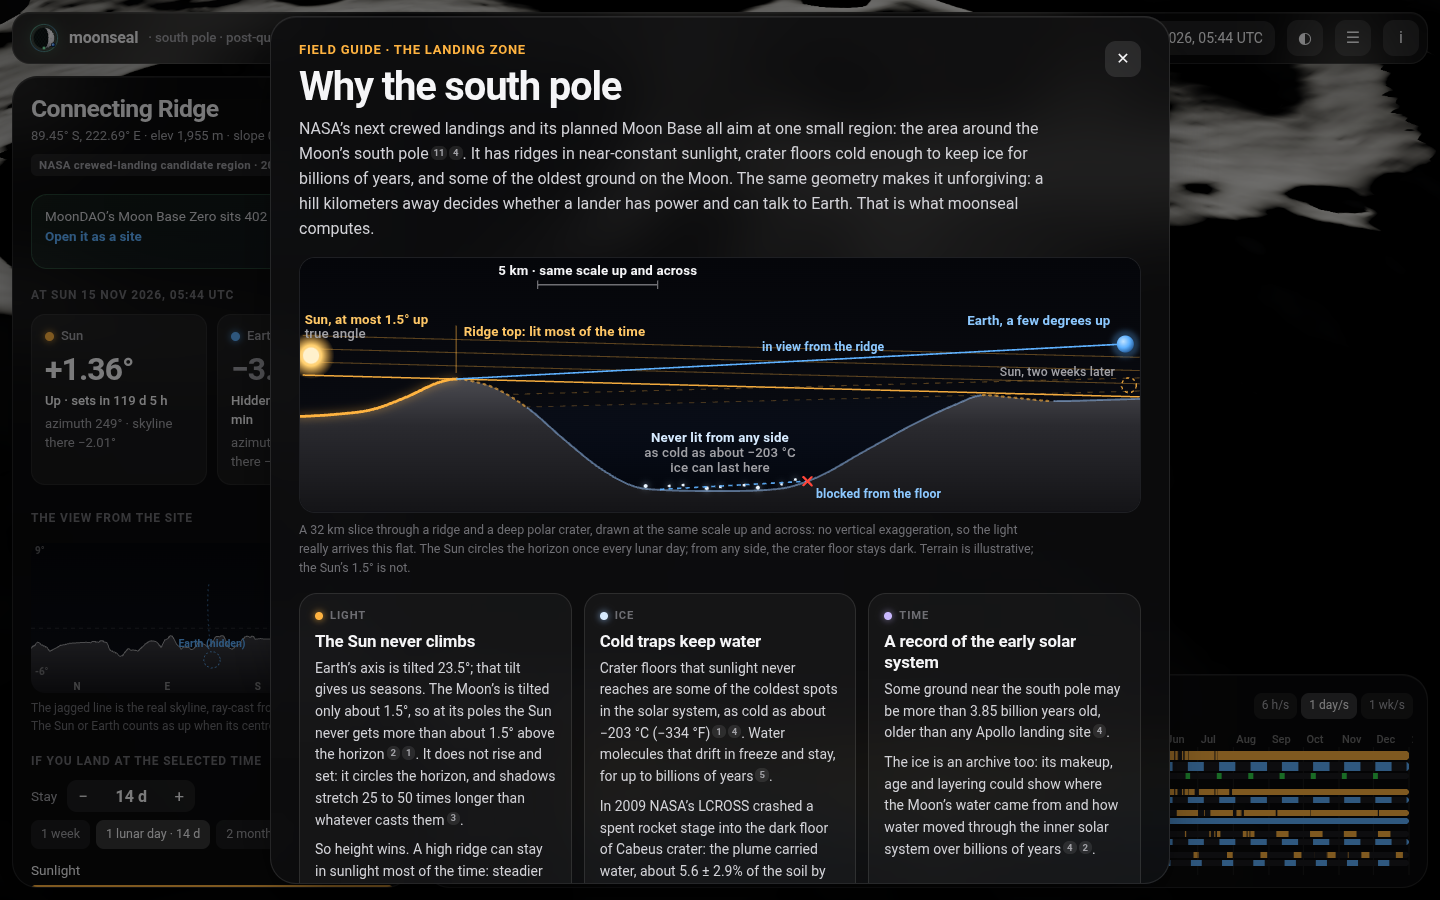 moonseal · south pole · post-qu
026, 05:44 UTC
i
Connecting Ridge
89.45° S, 222.69° E · elev 1,955 m · slope
NASA crewed-landing candidate region · 20
MoonDAO's Moon Base Zero sits 402
Open it as a site
AT SUN 15 NOV 2026, 05:44 UTC
Sun
+1.36°
Up · sets in 119 d 5 h
azimuth 249° · skyline
there −2.01°
Eart
−3.
Hidden
min
azimut
there −
THE VIEW FROM THE SITE
9°
Earth (hidden)
-6°
N E S
The jagged line is the real skyline, ray-cast fro
The Sun or Earth counts as up when its centr
IF YOU LAND AT THE SELECTED TIME
Stay − 14 d +
1 week 1 lunar day · 14 d 2 month
Sunlight
FIELD GUIDE · THE LANDING ZONE
Why the south pole
NASA's next crewed landings and its planned Moon Base all aim at one small region: the area around the
Moon's south pole 11 4. It has ridges in near-constant sunlight, crater floors cold enough to keep ice for
billions of years, and some of the oldest ground on the Moon. The same geometry makes it unforgiving: a
hill kilometers away decides whether a lander has power and can talk to Earth. That is what moonseal
computes.
5 km · same scale up and across
Sun, at most 1.5° up
true angle
Ridge top: lit most of the time
Earth, a few degrees up
in view from the ridge
Sun, two weeks later
Never lit from any side
as cold as about −203 °C
ice can last here
blocked from the floor
A 32 km slice through a ridge and a deep polar crater, drawn at the same scale up and across: no vertical exaggeration, so the light
really arrives this flat. The Sun circles the horizon once every lunar day; from any side, the crater floor stays dark. Terrain is illustrative;
the Sun's 1.5° is not.
LIGHT
The Sun never climbs
Earth's axis is tilted 23.5°; that tilt
gives us seasons. The Moon's is tilted
only about 1.5°, so at its poles the Sun
never gets more than about 1.5° above
the horizon 2 1. It does not rise and
set: it circles the horizon, and shadows
stretch 25 to 50 times longer than
whatever casts them 3.
So height wins. A high ridge can stay
in sunlight most of the time: steadier
ICE
Cold traps keep water
Crater floors that sunlight never
reaches are some of the coldest spots
in the solar system, as cold as about
−203 °C (−334 °F) 1 4. Water
molecules that drift in freeze and stay,
for up to billions of years 5.
In 2009 NASA's LCROSS crashed a
spent rocket stage into the dark floor
of Cabeus crater: the plume carried
water, about 5.6 ± 2.9% of the soil by
TIME
A record of the early solar
system
Some ground near the south pole may
be more than 3.85 billion years old,
older than any Apollo landing site 4.
The ice is an archive too: its makeup,
age and layering could show where
the Moon's water came from and how
water moved through the inner solar
system over billions of years 4 2.
6 h/s 1 day/s 1 wk/s
Jun Jul Aug Sep Oct Nov Dec